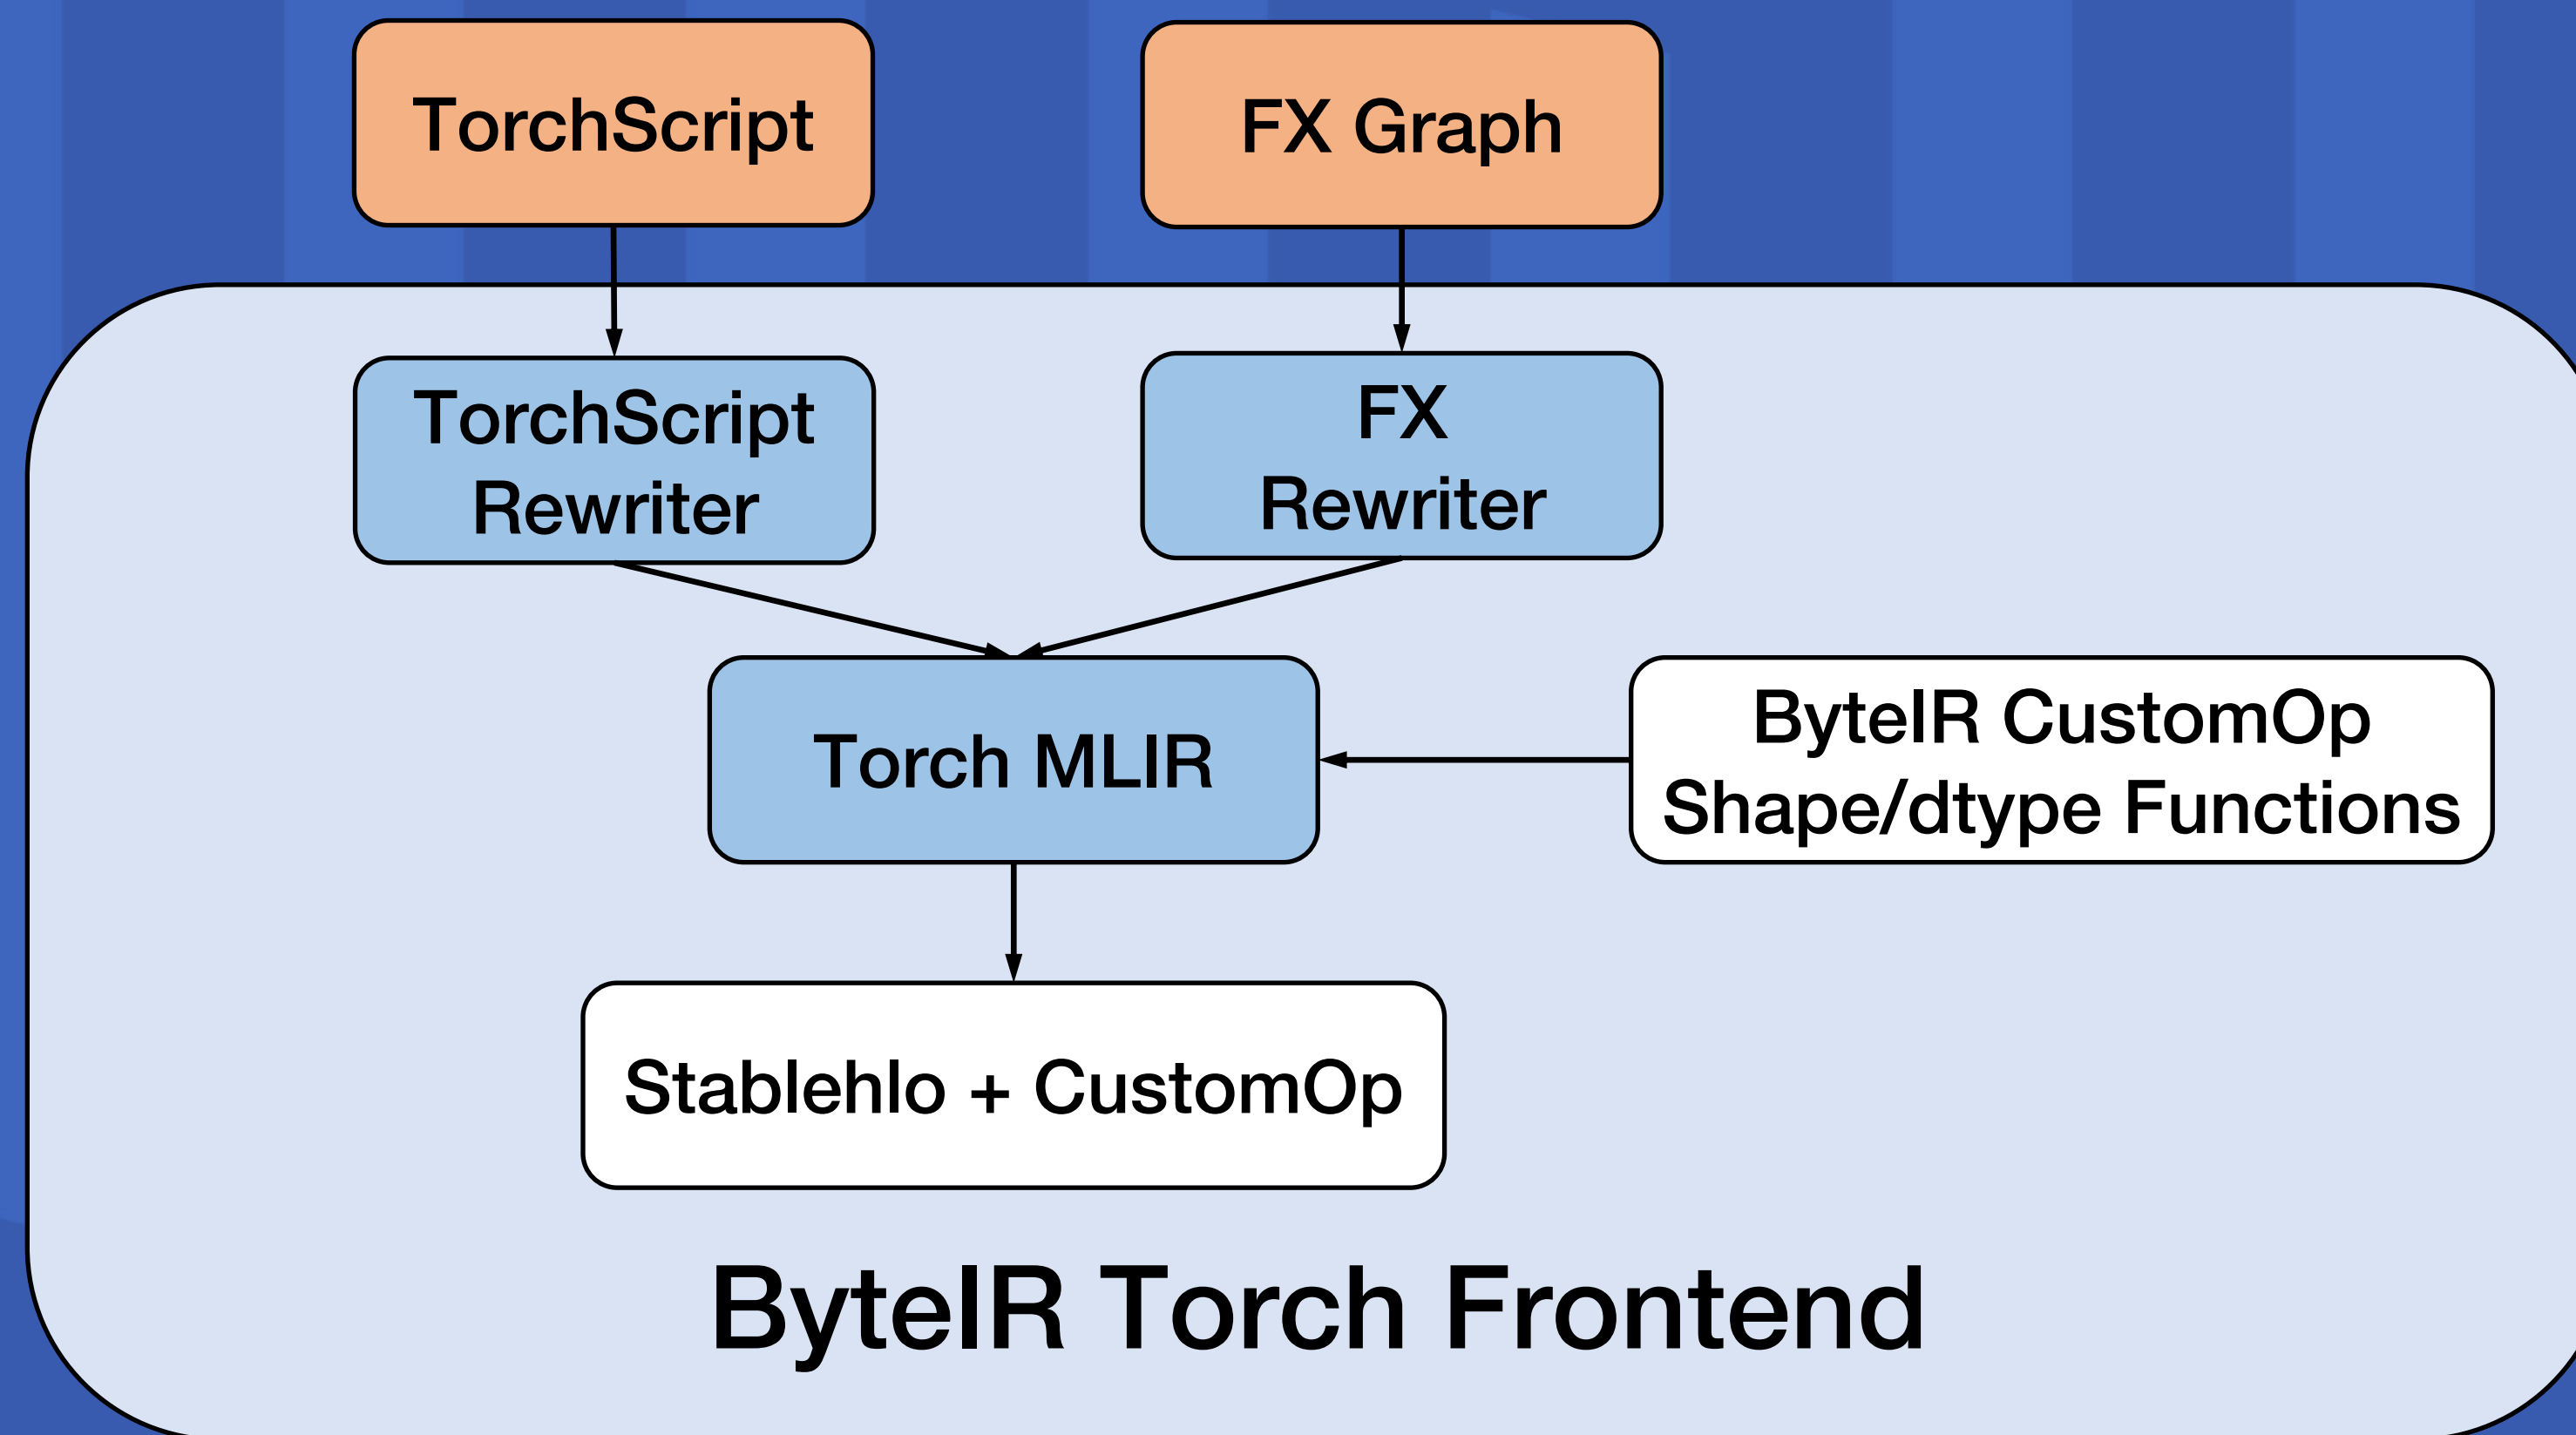 TorchScript
FX Graph
TorchScript
Rewriter
FX
Rewriter
Torch MLIR
ByteIR CustomOp
Shape/dtype Functions
Stablehlo + CustomOp
ByteIR Torch Frontend